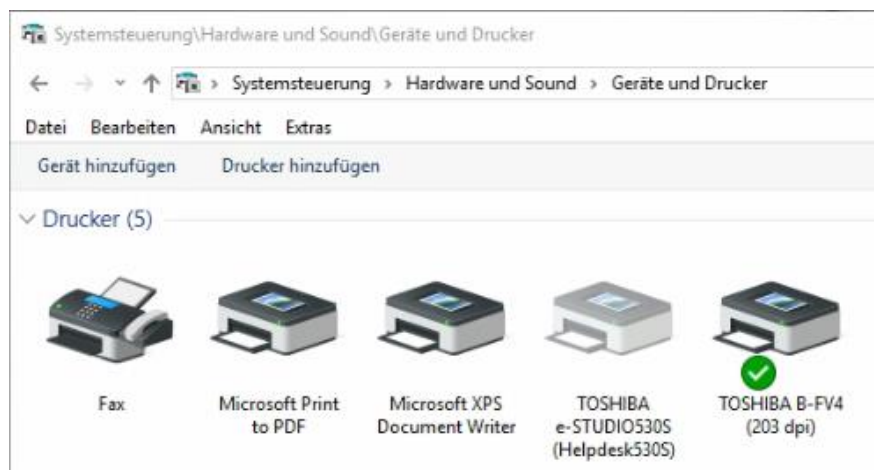 Systemsteuerung\Hardware und Sound\Geräte und Drucker
Systemsteuerung › Hardware und Sound › Geräte und Drucker
Datei Bearbeiten Ansicht Extras
Gerät hinzufügen Drucker hinzufügen
Drucker (5)
Fax
Microsoft Print
to PDF
Microsoft XPS
Document Writer
TOSHIBA
e-STUDIO530S
(Helpdesk530S)
TOSHIBA B-FV4
(203 dpi)